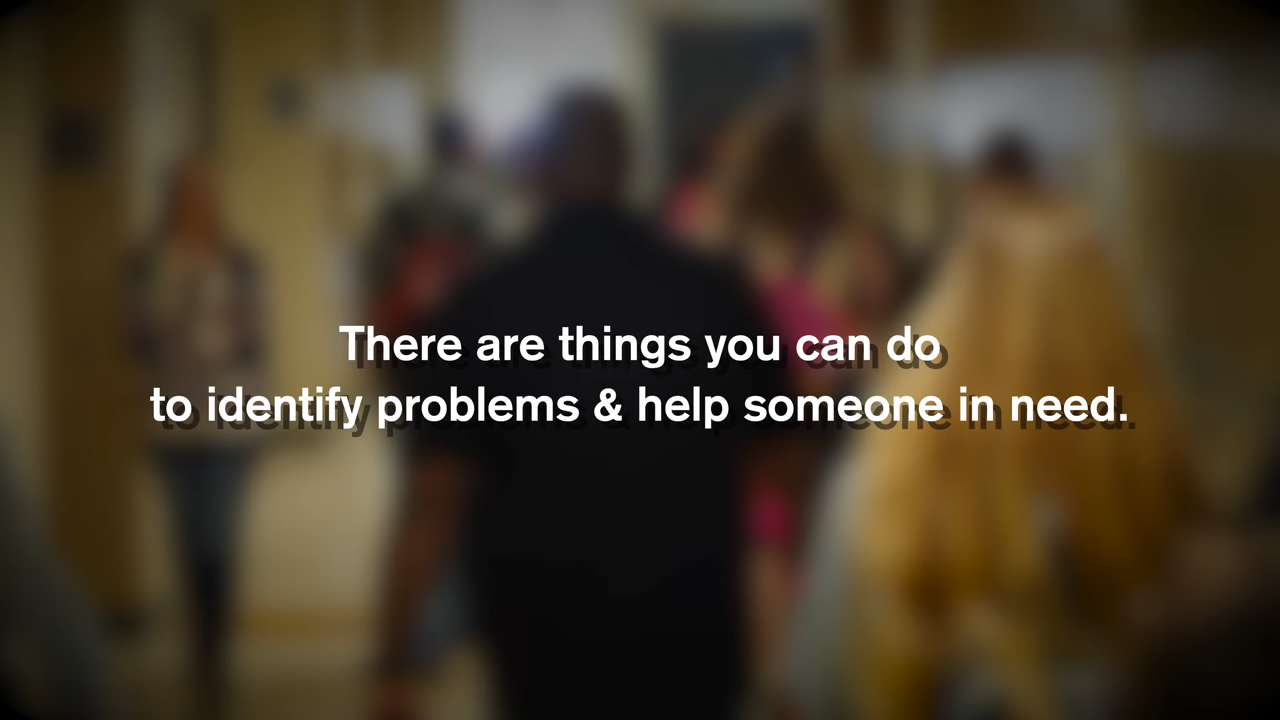 There are things you can do
to identify problems & help someone in need.